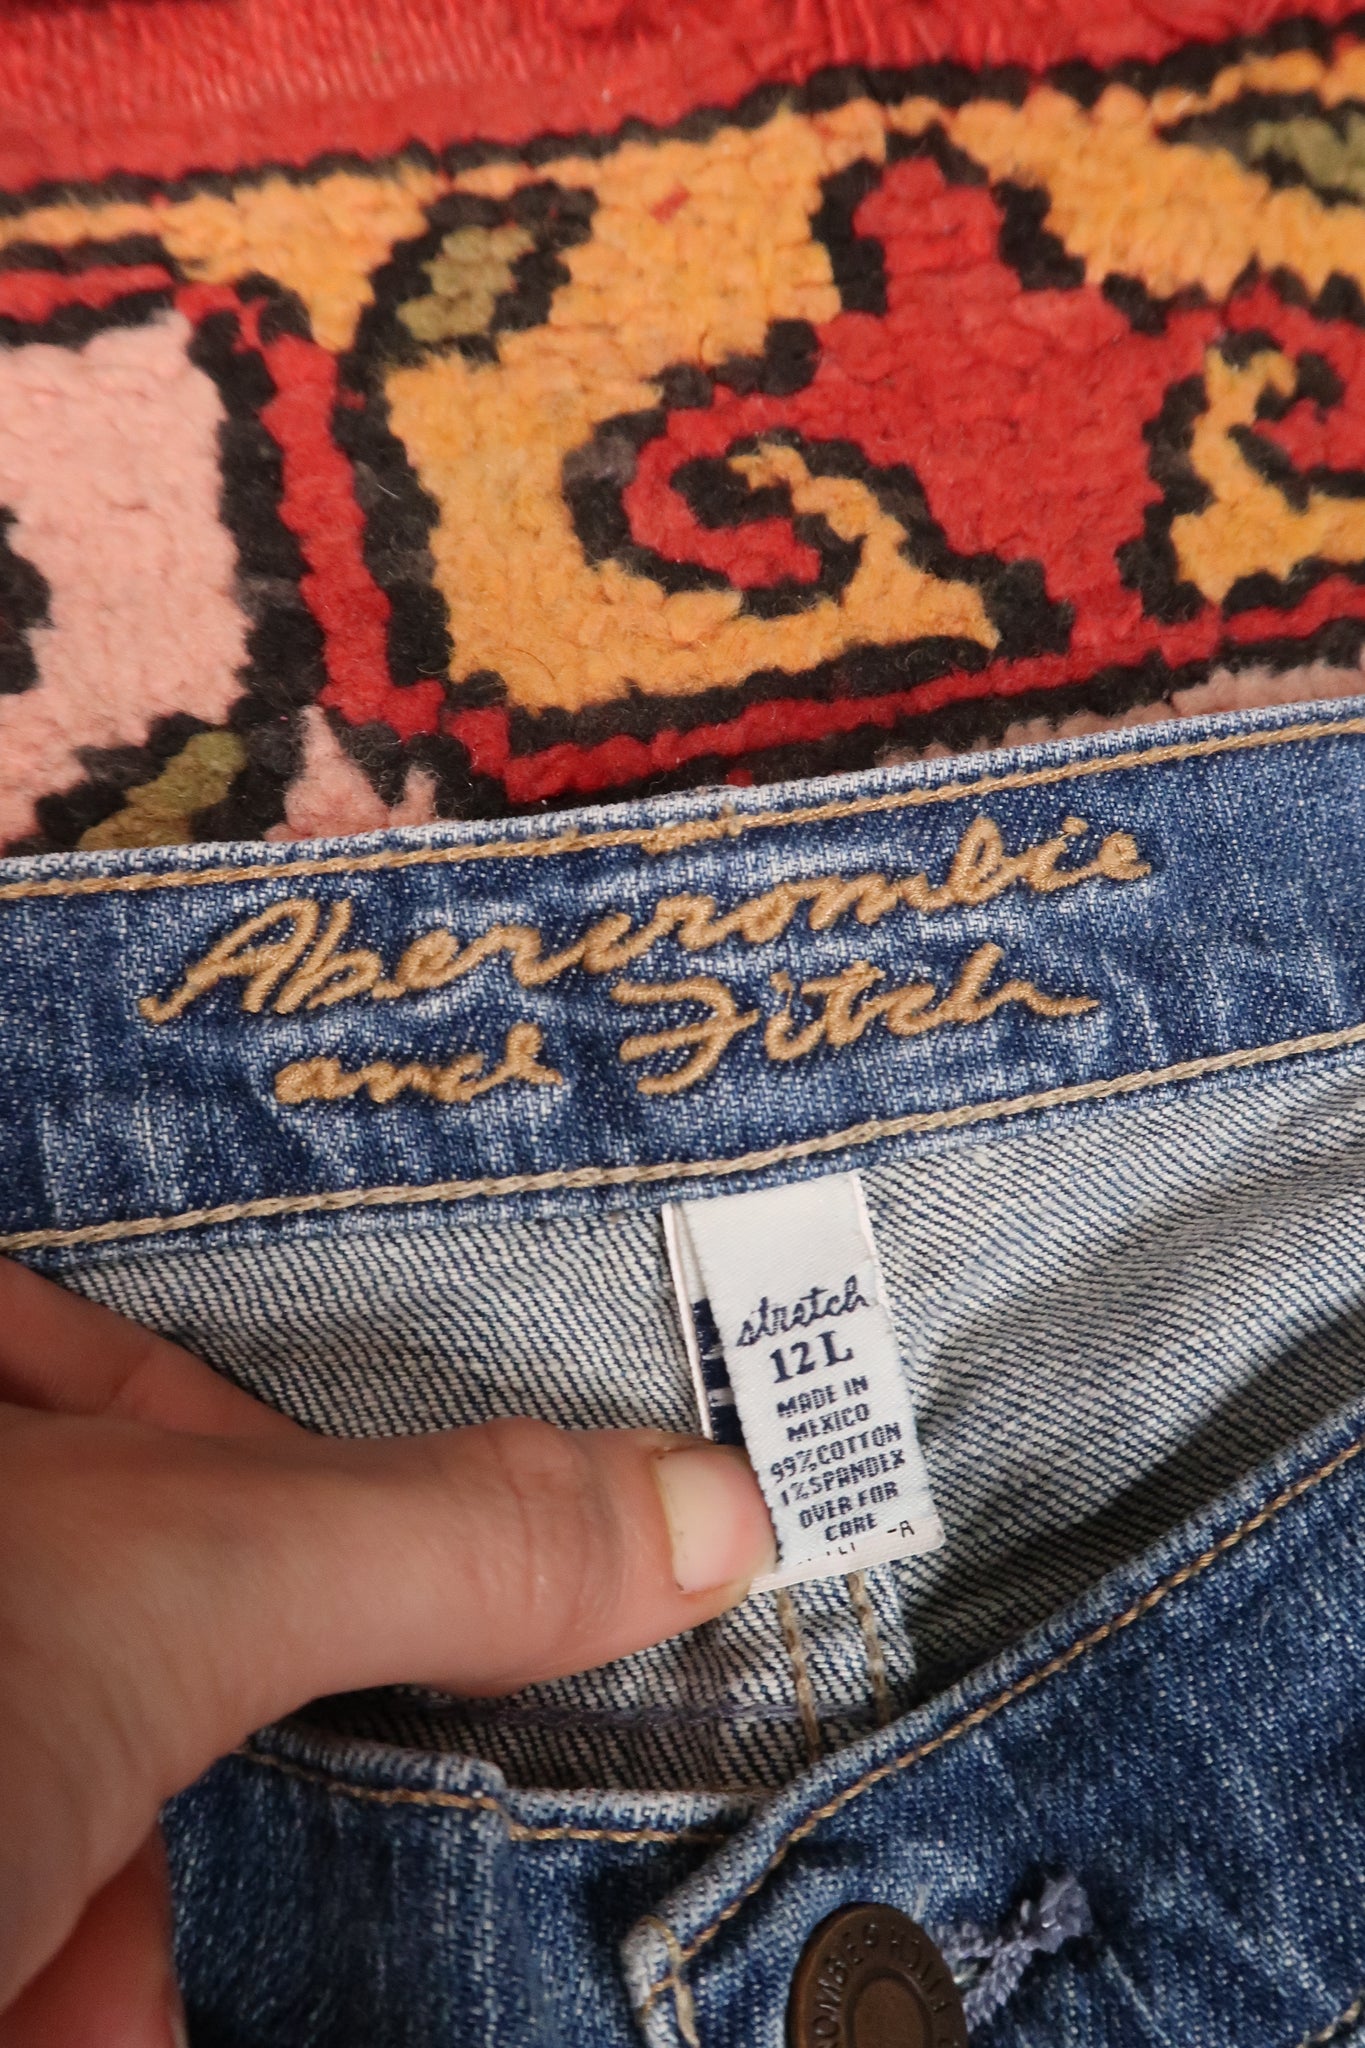 Abercrombie
and Fitch
stretch
12L
MADE IN
MEXICO
99% COTTON
1% SPANDEX
OVER FOR
CARE
-A